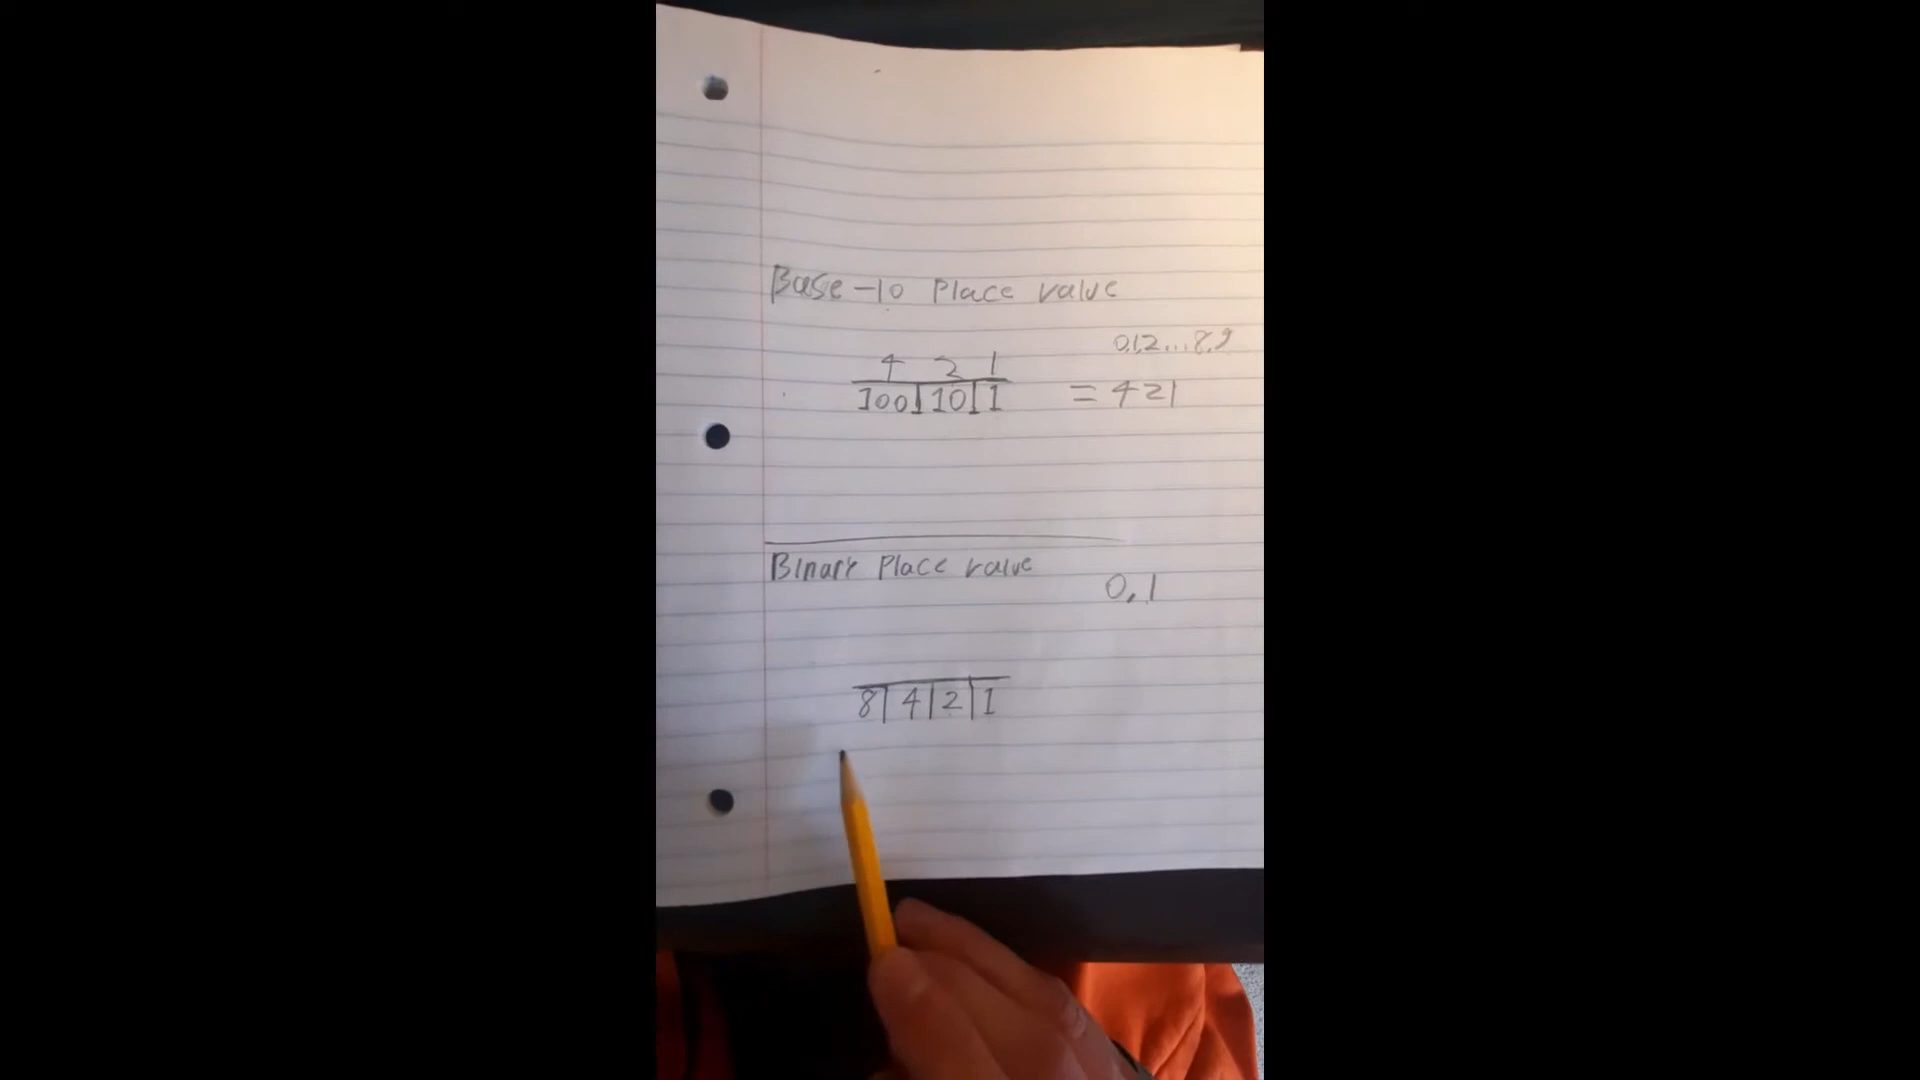 Base-10 Place value
0,1,2...8,9
4 2 1
100|10|1 = 421
Binary Place value
0,1
8|4|2|1